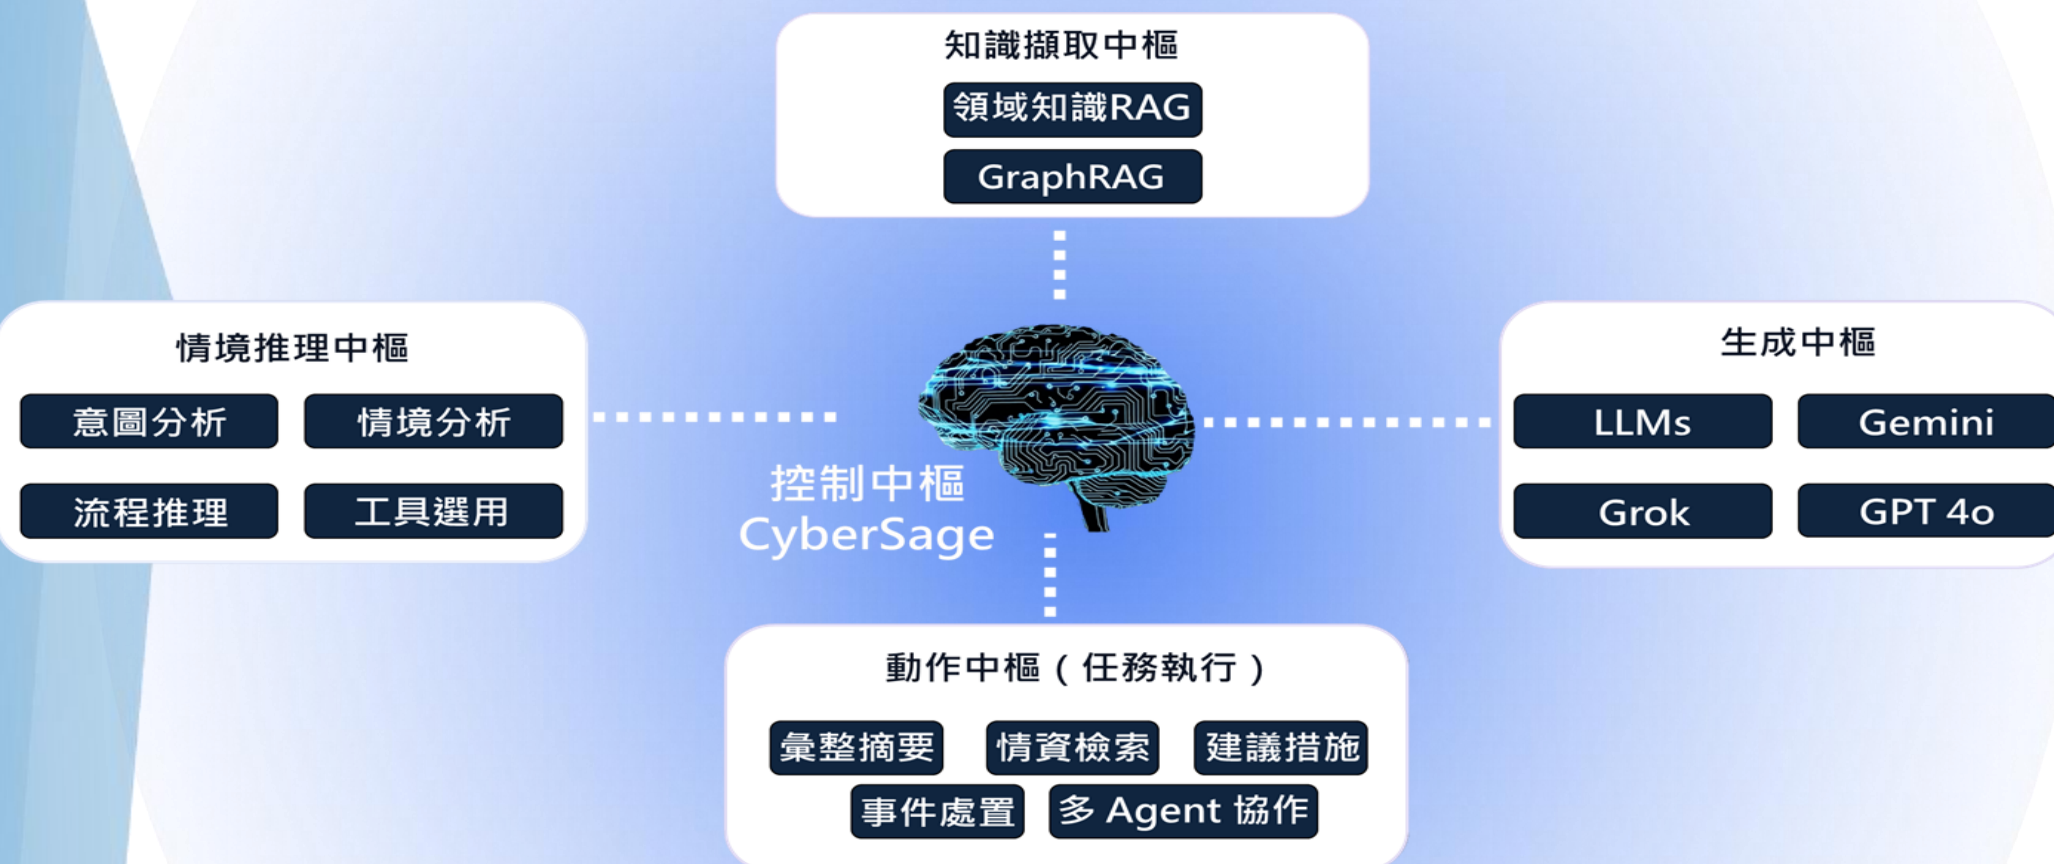 知識擷取中樞
領域知識RAG
GraphRAG
情境推理中樞
意圖分析
情境分析
流程推理
工具選用
控制中樞
CyberSage
生成中樞
LLMs
Gemini
Grok
GPT 4o
動作中樞（任務執行）
彙整摘要
情資檢索
建議措施
事件處置
多 Agent 協作